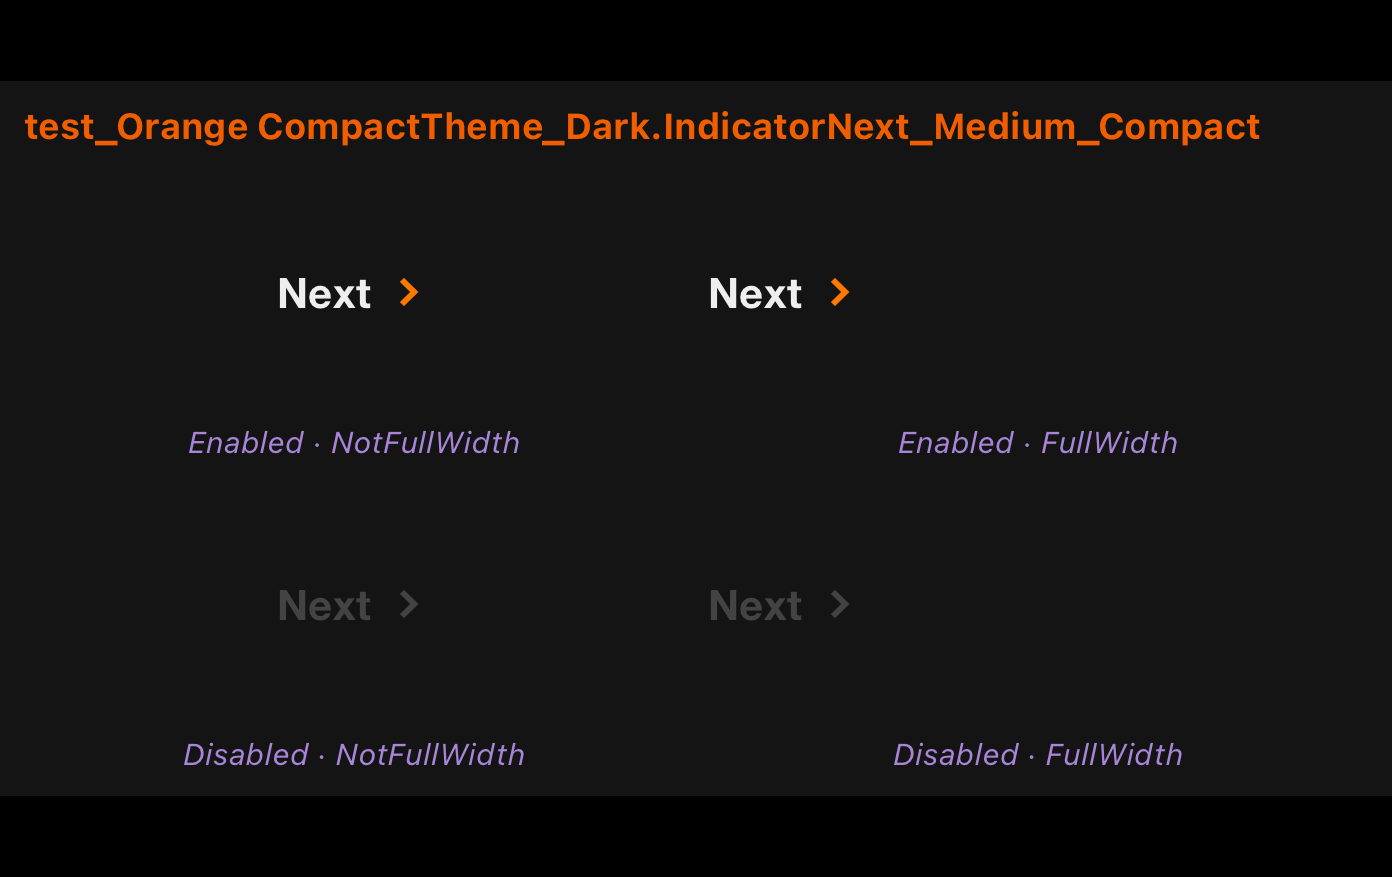 test_Orange CompactTheme_Dark.IndicatorNext_Medium_Compact
Next Next
Enabled · NotFullWidth Enabled · FullWidth
Next Next
Disabled · NotFullWidth Disabled · FullWidth